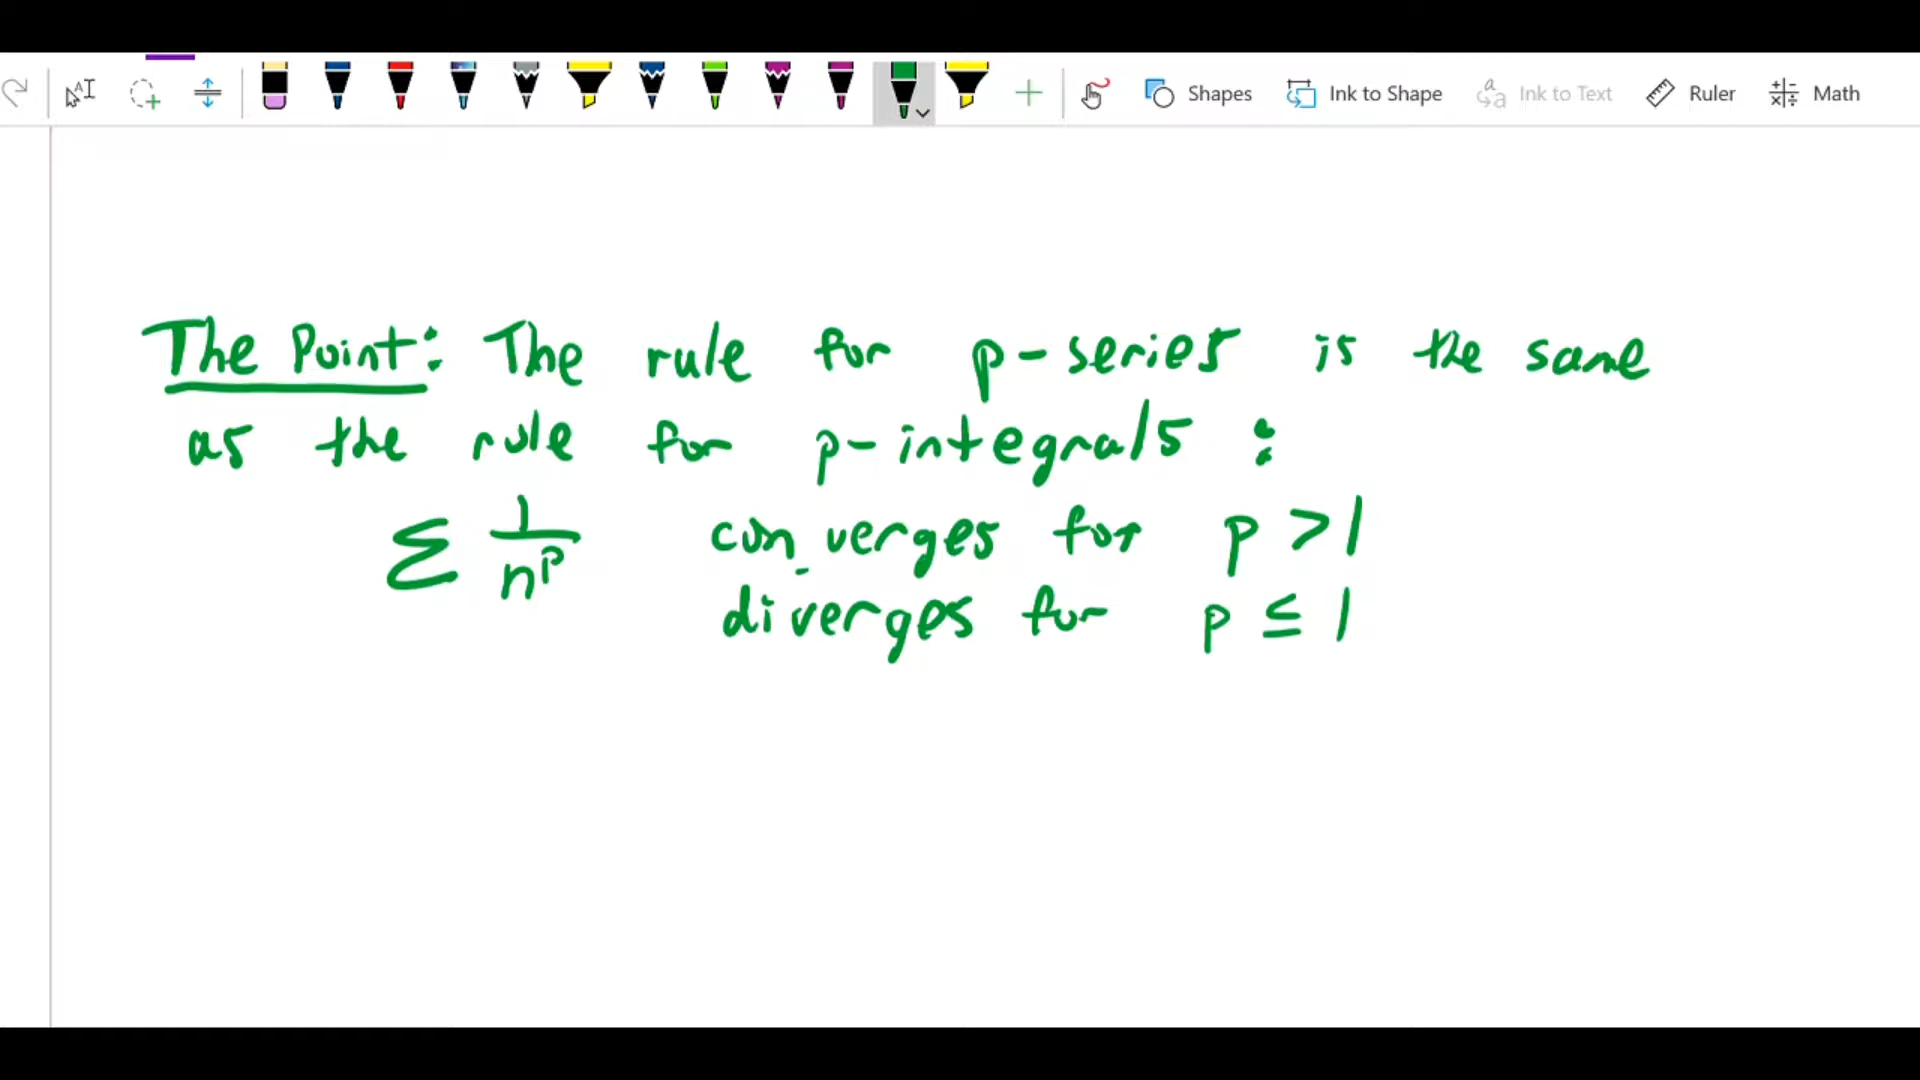 Shapes Ink to Shape Ink to Text Ruler Math
The Point: The rule for p-series is the same
as the rule for p-integrals:
∑ 1/n^p converges for p > 1
diverges for p ≤ 1